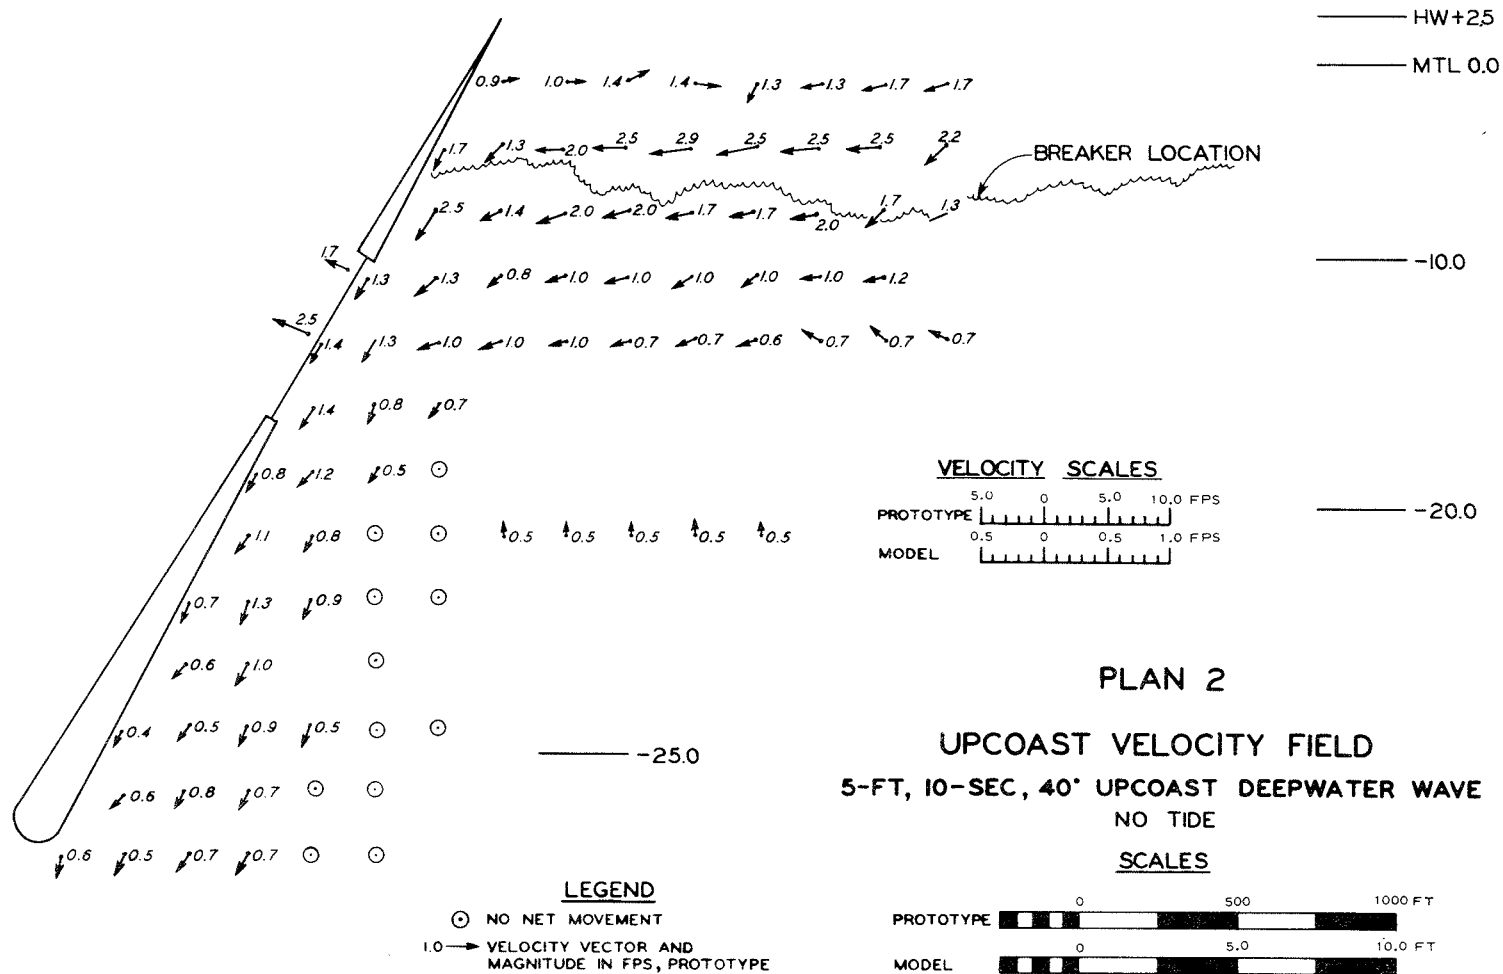 HW+2.5
MTL 0.0
0.9 1.0 1.4 1.4 1.3 1.3 1.7 1.7
1.7 1.3 2.0 2.5 2.9 2.5 2.5 2.5 2.2
BREAKER LOCATION
2.5 1.4 2.0 2.0 1.7 1.7 2.0 1.7 1.3
1.7
-10.0
1.3 1.3 0.8 1.0 1.0 1.0 1.0 1.0 1.2
2.5
1.4 1.3 1.0 1.0 1.0 0.7 0.7 0.6 0.7 0.7 0.7
1.4 0.8 0.7
0.8 1.2 0.5
VELOCITY SCALES
5.0 0 5.0 10.0 FPS
PROTOTYPE
0.5 0 0.5 1.0 FPS
MODEL
-20.0
1.1 0.8 0.5 0.5 0.5 0.5 0.5
0.7 1.3 0.9
0.6 1.0
0.4 0.5 0.9 0.5
-25.0
0.6 0.8 0.7
0.6 0.5 0.7 0.7
PLAN 2
UPCOAST VELOCITY FIELD
5-FT, 10-SEC, 40° UPCOAST DEEPWATER WAVE
NO TIDE
SCALES
0 500 1000 FT
PROTOTYPE
0 5.0 10.0 FT
MODEL
LEGEND
NO NET MOVEMENT
1.0 VELOCITY VECTOR AND
MAGNITUDE IN FPS, PROTOTYPE